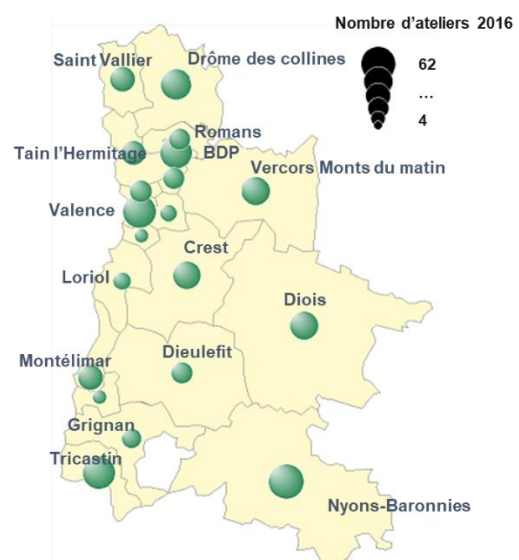 Nombre d’ateliers 2016
62
...
4
Saint Vallier
Drôme des collines
Romans
Tain l’Hermitage
BDP
Vercors Monts du matin
Valence
Crest
Loriol
Diois
Montélimar
Dieulefit
Grignan
Tricastin
Nyons-Baronnies